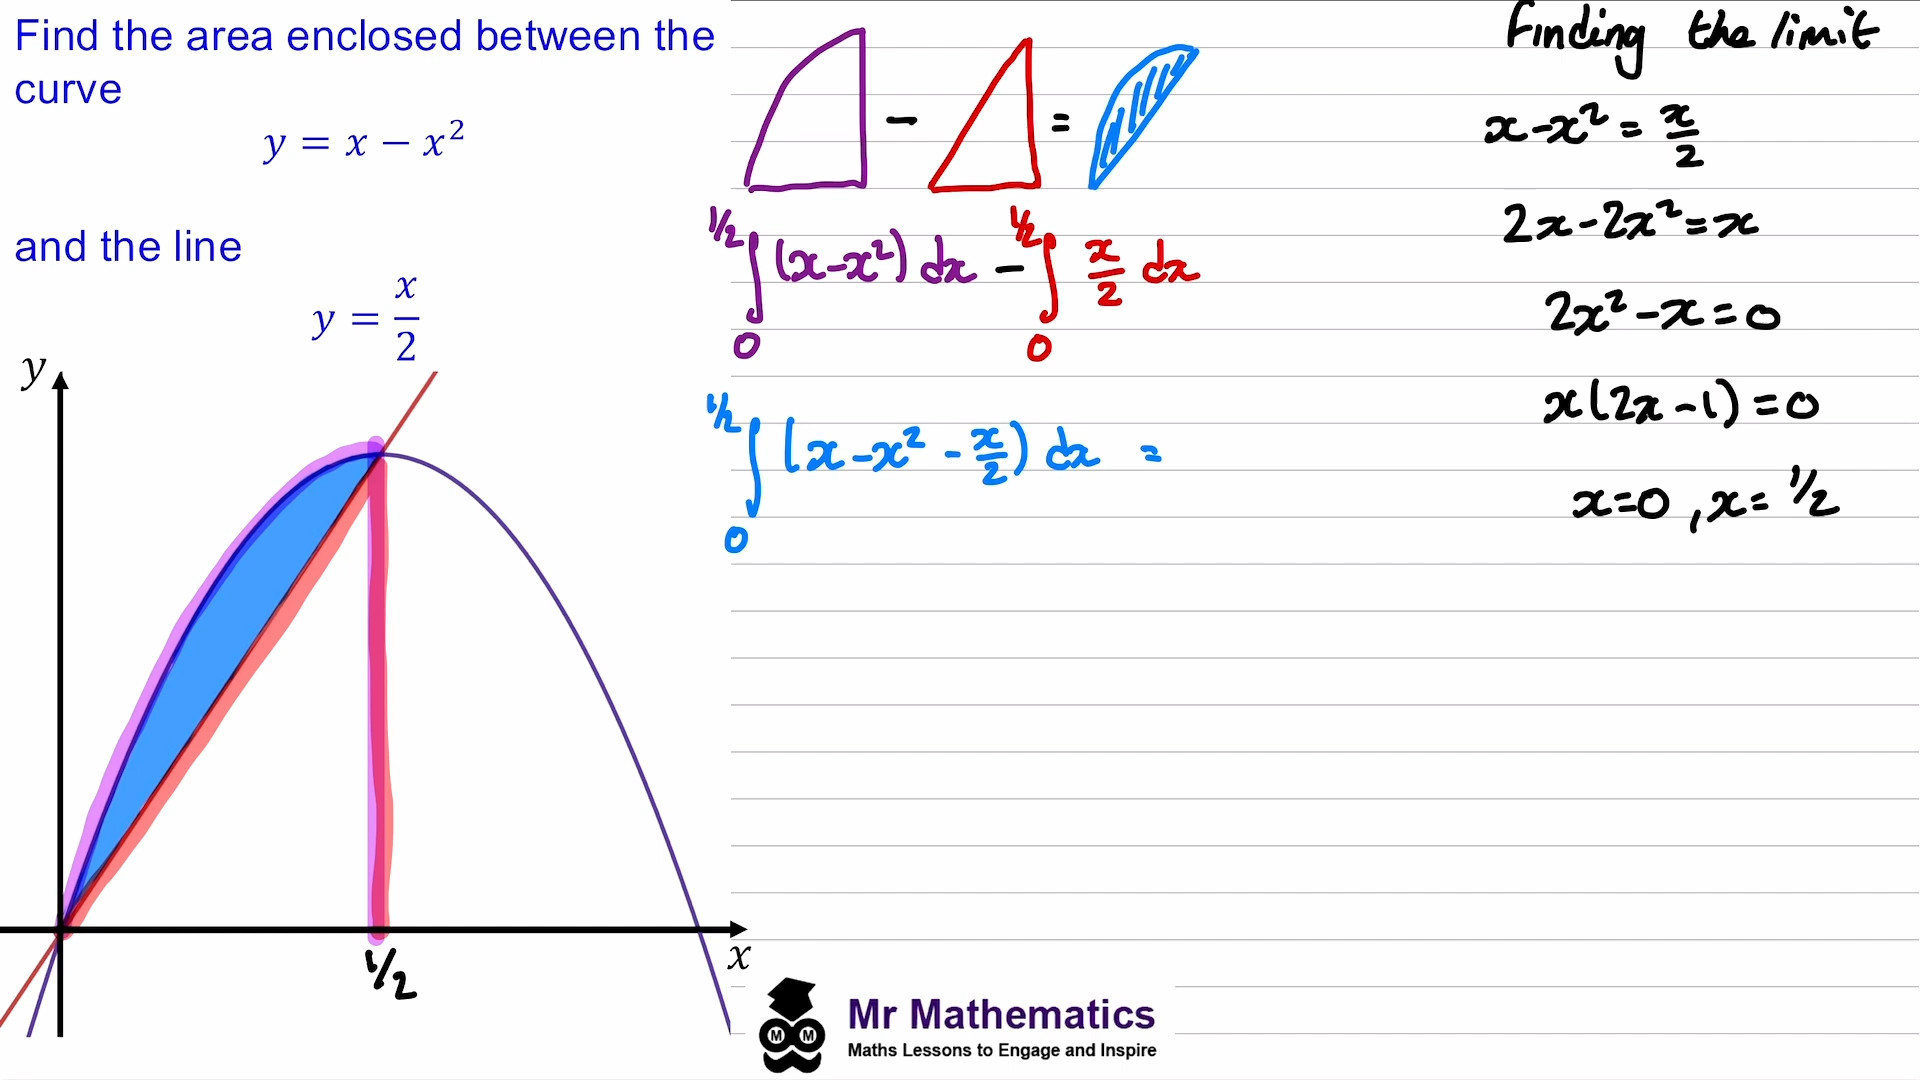 Find the area enclosed between the
curve
y = x − x²
and the line
y = x/2
y
x
1/2
− =
1/2 ∫ 0 (x−x²) dx − 1/2 ∫ 0 x/2 dx
1/2 ∫ 0 (x−x² − x/2) dx =
Finding the limit
x−x² = x/2
2x−2x² = x
2x²−x=0
x(2x−1)=0
x=0, x= 1/2
M M
Mr Mathematics
Maths Lessons to Engage and Inspire